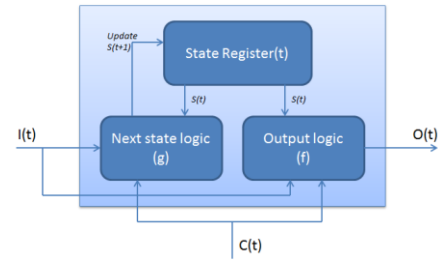 Update
S(t+1)
State Register(t)
S(t)
S(t)
I(t)
Next state logic
(g)
Output logic
(f)
O(t)
C(t)